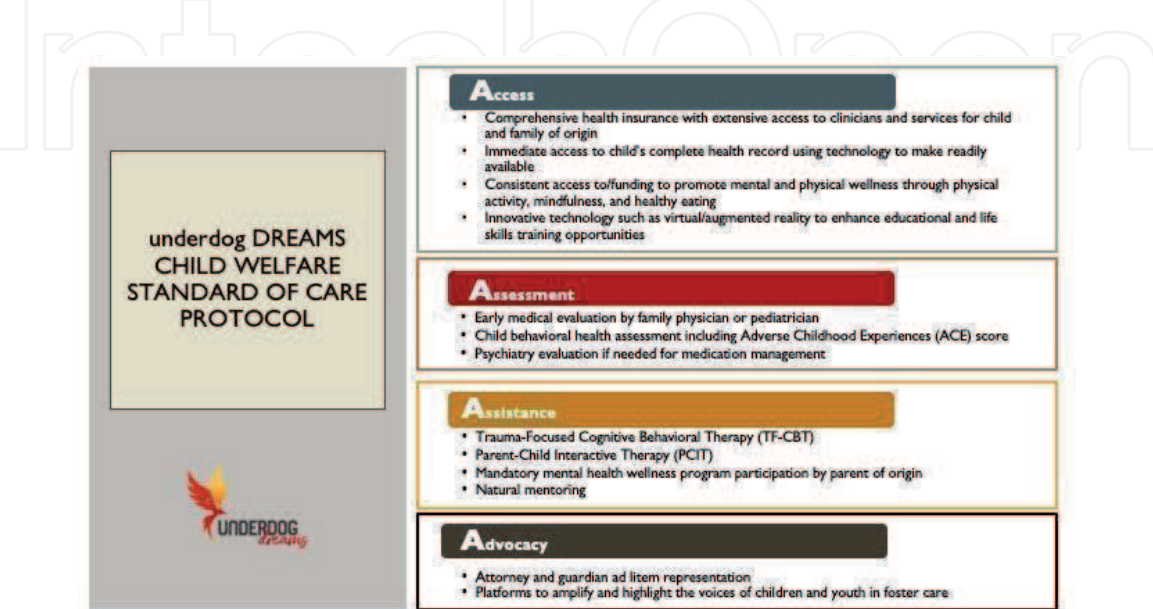 IntechOpen
underdog DREAMS
CHILD WELFARE
STANDARD OF CARE
PROTOCOL
UNDERDOG
dreams
Access
• Comprehensive health insurance with extensive access to clinicians and services for child
and family of origin
• Immediate access to child's complete health record using technology to make readily
available
• Consistent access to/funding to promote mental and physical wellness through physical
activity, mindfulness, and healthy eating
• Innovative technology such as virtual/augmented reality to enhance educational and life
skills training opportunities
Assessment
• Early medical evaluation by family physician or pediatrician
• Child behavioral health assessment including Adverse Childhood Experiences (ACE) score
• Psychiatry evaluation if needed for medication management
Assistance
• Trauma-Focused Cognitive Behavioral Therapy (TF-CBT)
• Parent-Child Interactive Therapy (PCIT)
• Mandatory mental health wellness program participation by parent of origin
• Natural mentoring
Advocacy
• Attorney and guardian ad litem representation
• Platforms to amplify and highlight the voices of children and youth in foster care